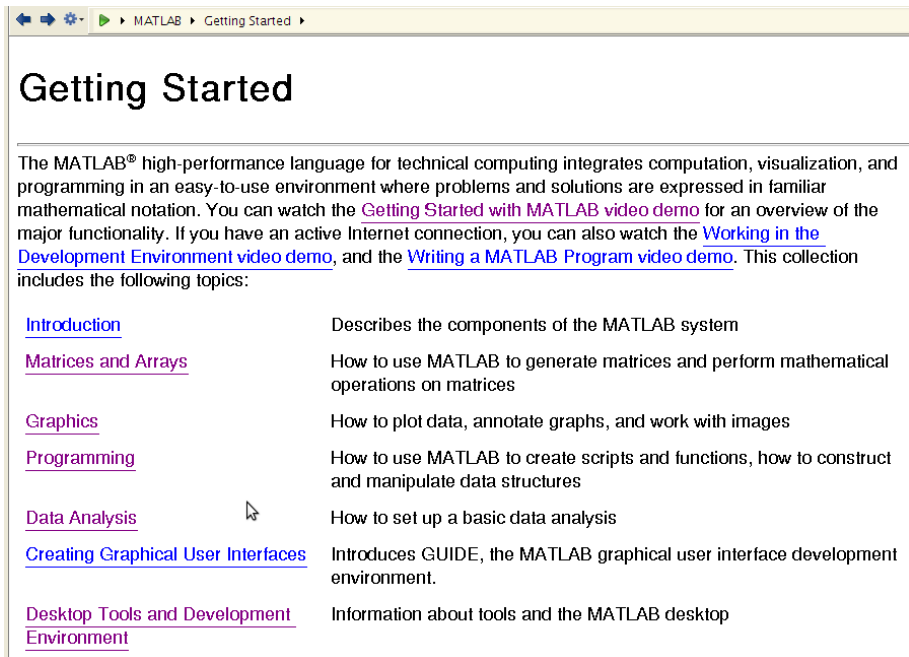 MATLAB Getting Started
Getting Started
The MATLAB® high-performance language for technical computing integrates computation, visualization, and
programming in an easy-to-use environment where problems and solutions are expressed in familiar
mathematical notation. You can watch the Getting Started with MATLAB video demo for an overview of the
major functionality. If you have an active Internet connection, you can also watch the Working in the
Development Environment video demo, and the Writing a MATLAB Program video demo. This collection
includes the following topics:
Introduction Describes the components of the MATLAB system
Matrices and Arrays How to use MATLAB to generate matrices and perform mathematical
operations on matrices
Graphics How to plot data, annotate graphs, and work with images
Programming How to use MATLAB to create scripts and functions, how to construct
and manipulate data structures
Data Analysis How to set up a basic data analysis
Creating Graphical User Interfaces Introduces GUIDE, the MATLAB graphical user interface development
environment.
Desktop Tools and Development Information about tools and the MATLAB desktop
Environment